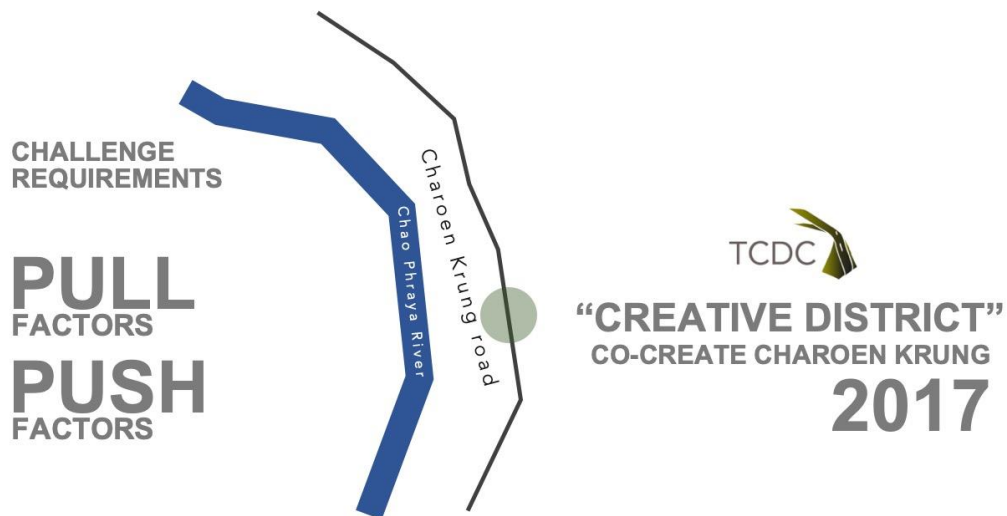 CHALLENGE
REQUIREMENTS
PULL
FACTORS
PUSH
FACTORS
Chao Phraya River
Charoen Krung road
TCDC
“CREATIVE DISTRICT”
CO-CREATE CHAROEN KRUNG
2017